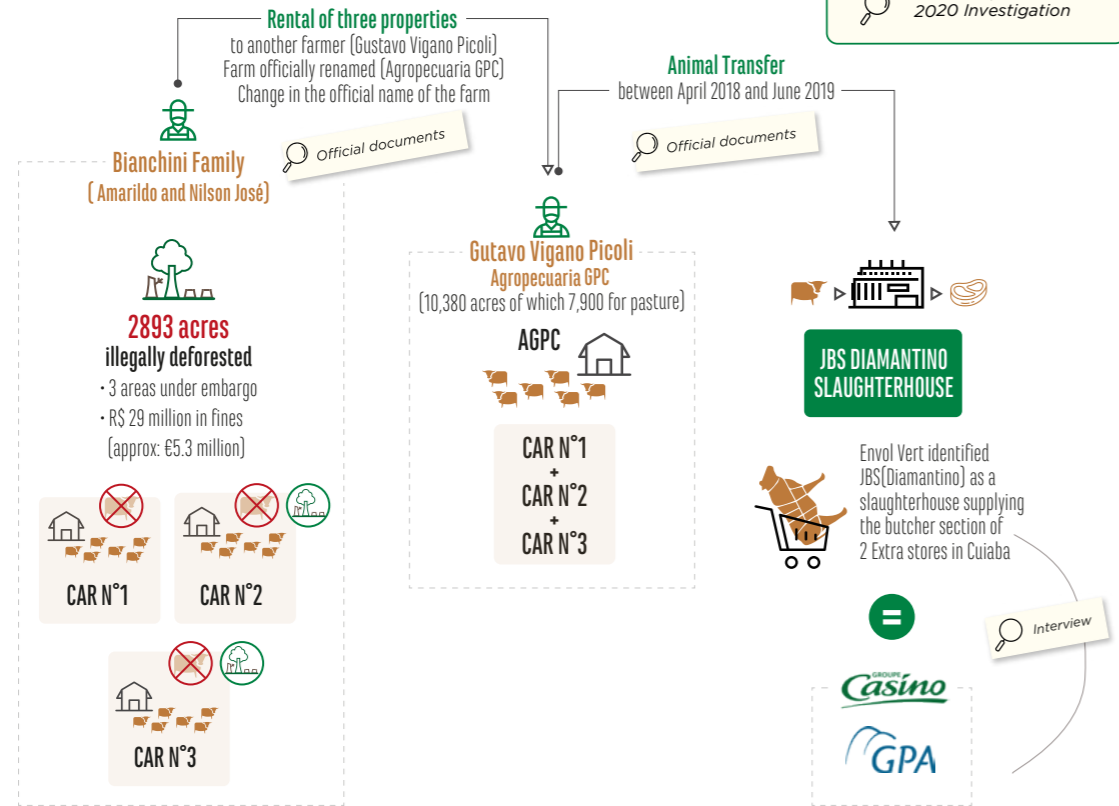 2020 Investigation
Rental of three properties
to another farmer (Gustavo Vigano Picoli)
Farm officially renamed (Agropecuaria GPC)
Change in the official name of the farm
Official documents
Animal Transfer
between April 2018 and June 2019
Official documents
Bianchini Family
( Amarildo and Nilson José)
2893 acres
illegally deforested
· 3 areas under embargo
· R$ 29 million in fines
(approx: €5.3 million)
CAR N°1
CAR N°2
CAR N°3
Gutavo Vigano Picoli
Agropecuaria GPC
(10,380 acres of which 7,900 for pasture)
AGPC
CAR N°1
+
CAR N°2
+
CAR N°3
JBS DIAMANTINO
SLAUGHTERHOUSE
Envol Vert identified
JBS(Diamantino) as a
slaughterhouse supplying
the butcher section of
2 Extra stores in Cuiaba
=
Interview
GROUPE
Casino
GPA